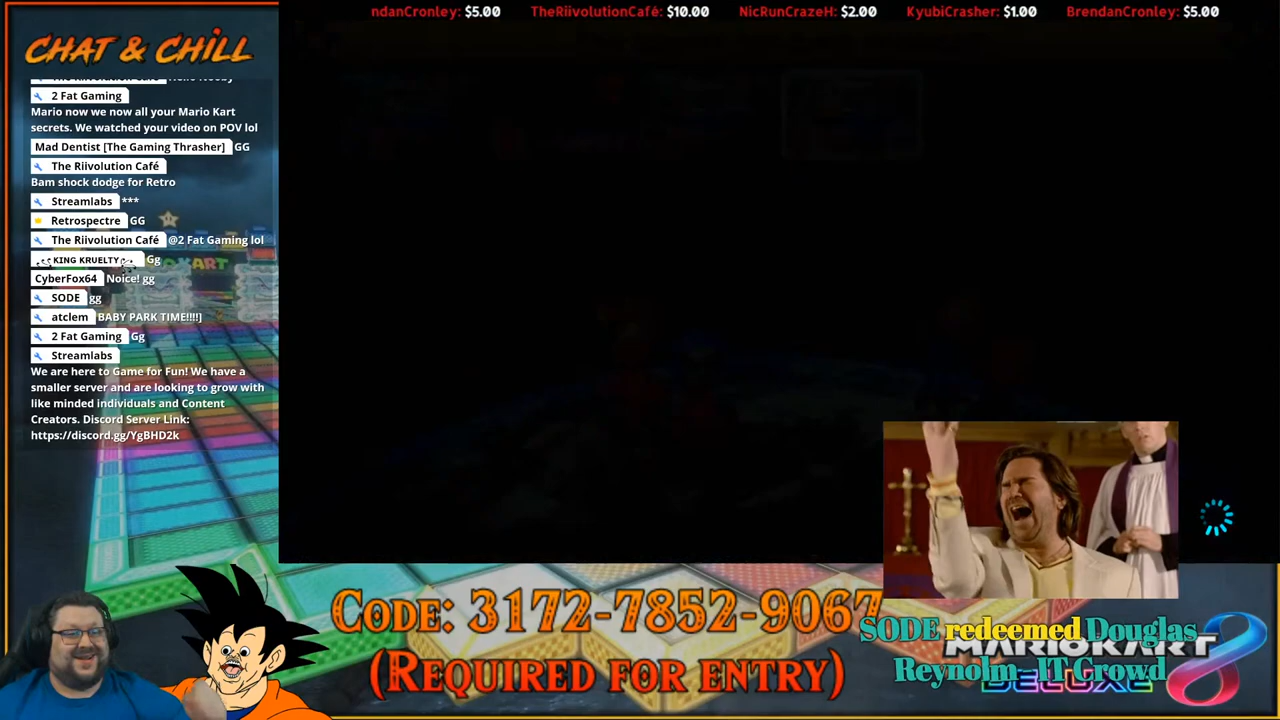 ndanCronley: $5.00 TheRiivolutionCafé: $10.00 NicRunCrazeH: $2.00 KyubiCrasher: $1.00 BrendanCronley: $5.00
CHAT & CHILL
2 Fat Gaming
Mario now we now all your Mario Kart
secrets. We watched your video on POV lol
Mad Dentist [The Gaming Thrasher] GG
The Riivolution Café
Bam shock dodge for Retro
Streamlabs ***
Retrospectre GG
The Riivolution Café @2 Fat Gaming lol
KING KRUELTY Gg
CyberFox64 Noice! gg
SODE gg
atclem BABY PARK TIME!!!!]
2 Fat Gaming Gg
Streamlabs
We are here to Game for Fun! We have a
smaller server and are looking to grow with
like minded individuals and Content
Creators. Discord Server Link:
https://discord.gg/YgBHD2k
CODE: 3172-7852-9067
(REQUIRED FOR ENTRY)
SODE redeemed Douglas
Reynolm - IT Crowd
MARIOKART 8
DELUXE